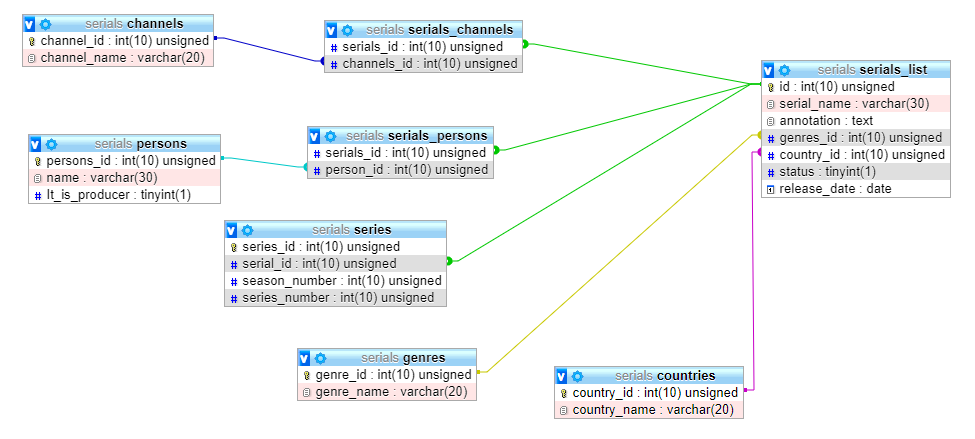 serials channels
channel_id : int(10) unsigned
channel_name : varchar(20)
serials serials_channels
serials_id : int(10) unsigned
channels_id : int(10) unsigned
serials serials_list
id : int(10) unsigned
serial_name : varchar(30)
annotation : text
genres_id : int(10) unsigned
country_id : int(10) unsigned
status : tinyint(1)
release_date : date
serials persons
persons_id : int(10) unsigned
name : varchar(30)
It_is_producer : tinyint(1)
serials serials_persons
serials_id : int(10) unsigned
person_id : int(10) unsigned
serials series
series_id : int(10) unsigned
serial_id : int(10) unsigned
season_number : int(10) unsigned
series_number : int(10) unsigned
serials genres
genre_id : int(10) unsigned
genre_name : varchar(20)
serials countries
country_id : int(10) unsigned
country_name : varchar(20)